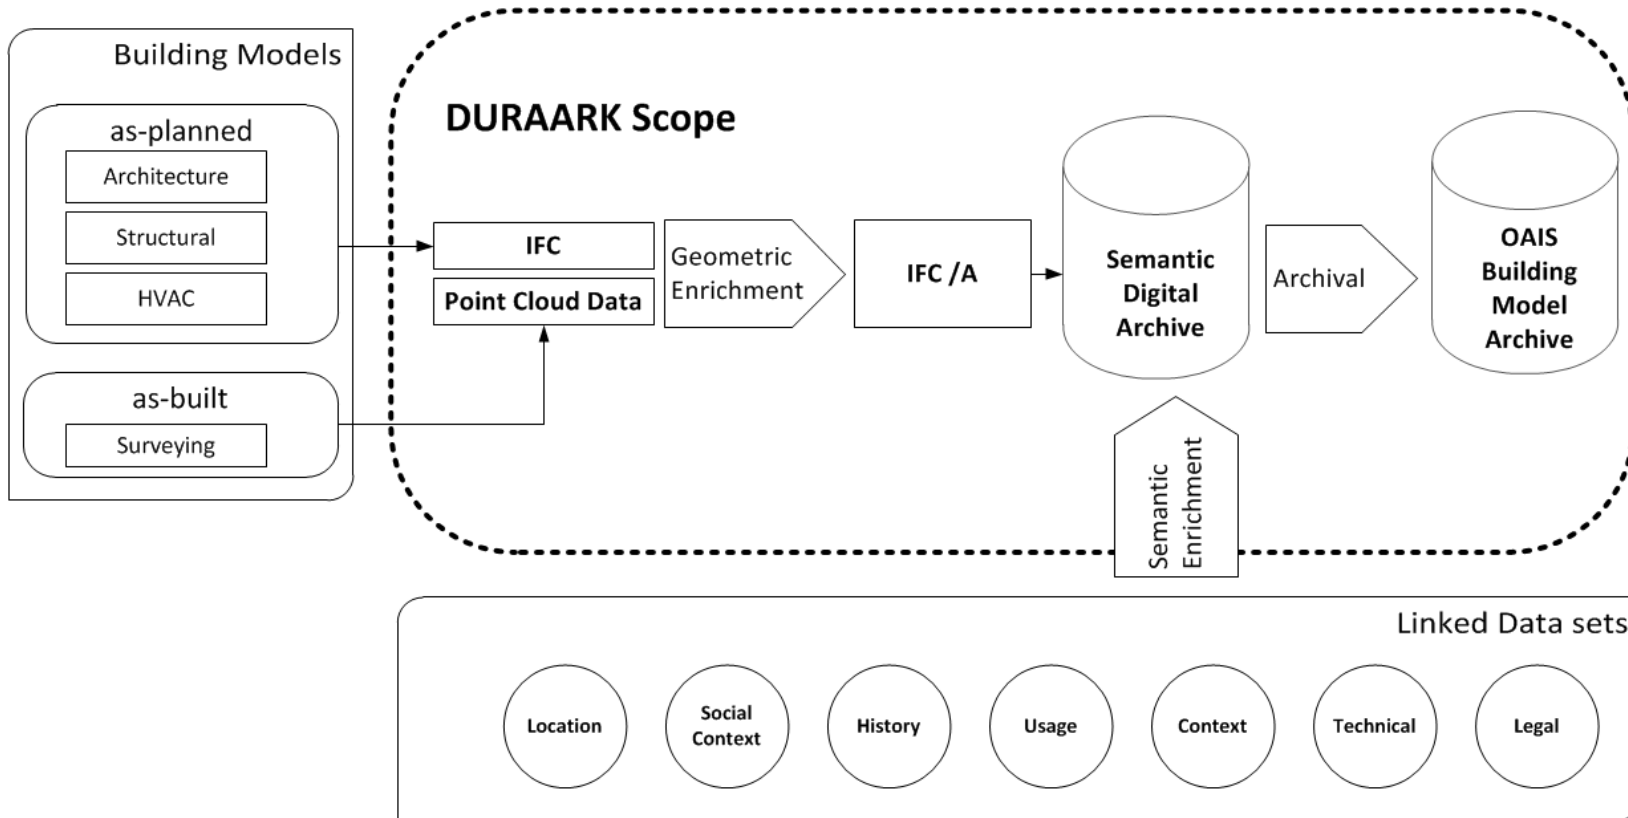 Building Models
as-planned
Architecture
Structural
HVAC
as-built
Surveying
DURAARK Scope
IFC
Point Cloud Data
Geometric
Enrichment
IFC /A
Semantic
Digital
Archive
Archival
OAIS
Building
Model
Archive
Semantic
Enrichment
Linked Data sets
Location
Social
Context
History
Usage
Context
Technical
Legal